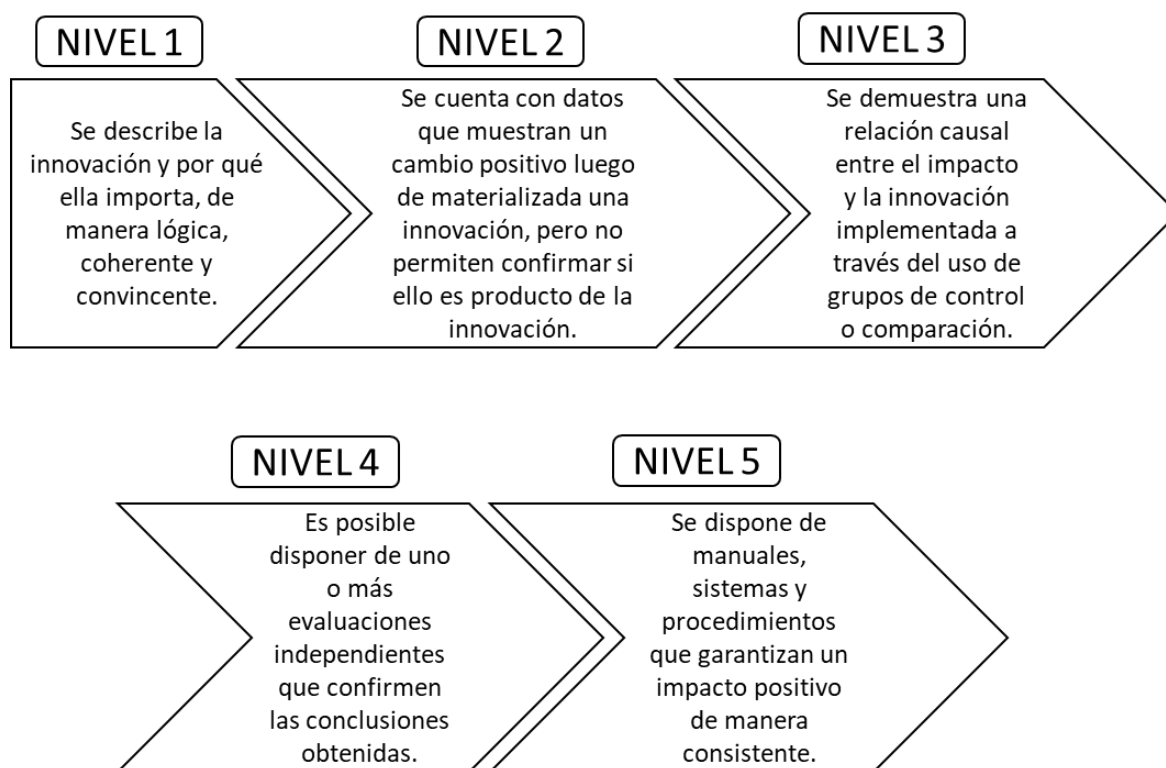 NIVEL 1
Se describe la
innovación y por qué
ella importa, de
manera lógica,
coherente y
convincente.
NIVEL 2
Se cuenta con datos
que muestran un
cambio positivo luego
de materializada una
innovación, pero no
permiten confirmar si
ello es producto de la
innovación.
NIVEL 3
Se demuestra una
relación causal
entre el impacto
y la innovación
implementada a
través del uso de
grupos de control
o comparación.
NIVEL 4
Es posible
disponer de uno
o más
evaluaciones
independientes
que confirmen
las conclusiones
obtenidas.
NIVEL 5
Se dispone de
manuales,
sistemas y
procedimientos
que garantizan un
impacto positivo
de manera
consistente.